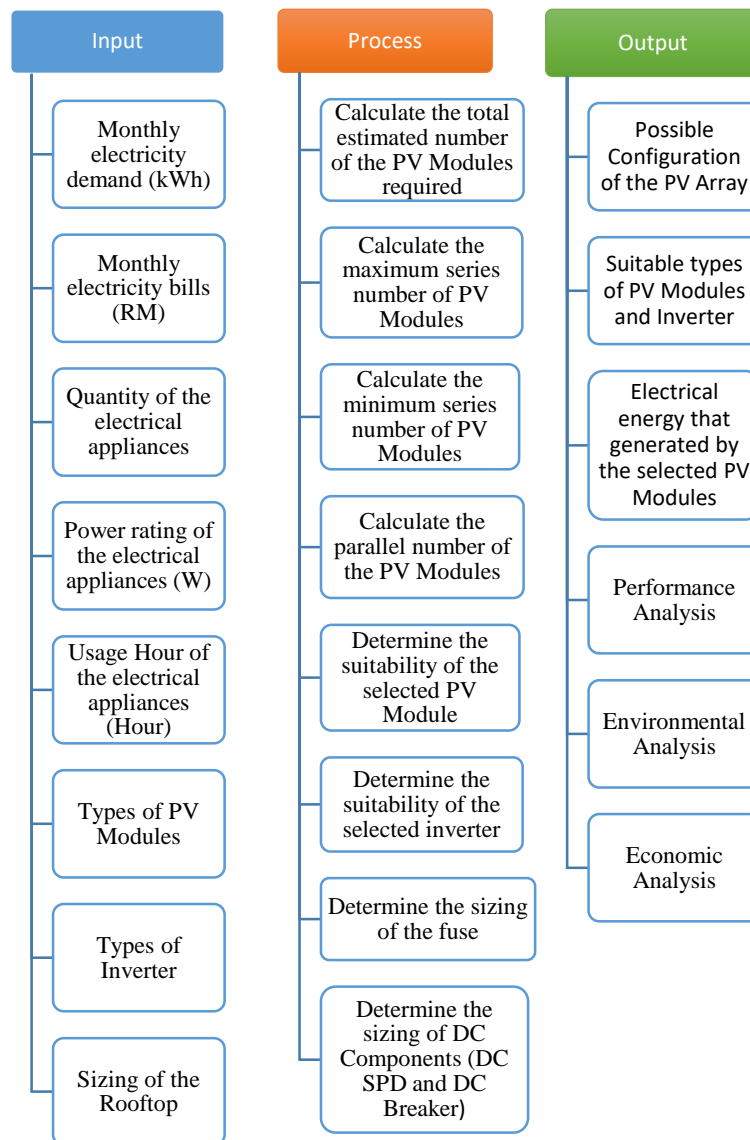 Input
Monthly
electricity
demand (kWh)
Monthly
electricity bills
(RM)
Quantity of the
electrical
appliances
Power rating of
the electrical
appliances (W)
Usage Hour of
the electrical
appliances
(Hour)
Types of PV
Modules
Types of
Inverter
Sizing of the
Rooftop
Process
Calculate the total
estimated number
of the PV Modules
required
Calculate the
maximum series
number of PV
Modules
Calculate the
minimum series
number of PV
Modules
Calculate the
parallel number of
the PV Modules
Determine the
suitability of the
selected PV
Module
Determine the
suitability of the
selected inverter
Determine the sizing
of the fuse
Determine the
sizing of DC
Components (DC
SPD and DC
Breaker)
Output
Possible
Configuration
of the PV Array
Suitable types
of PV Modules
and Inverter
Electrical
energy that
generated by
the selected PV
Modules
Performance
Analysis
Environmental
Analysis
Economic
Analysis